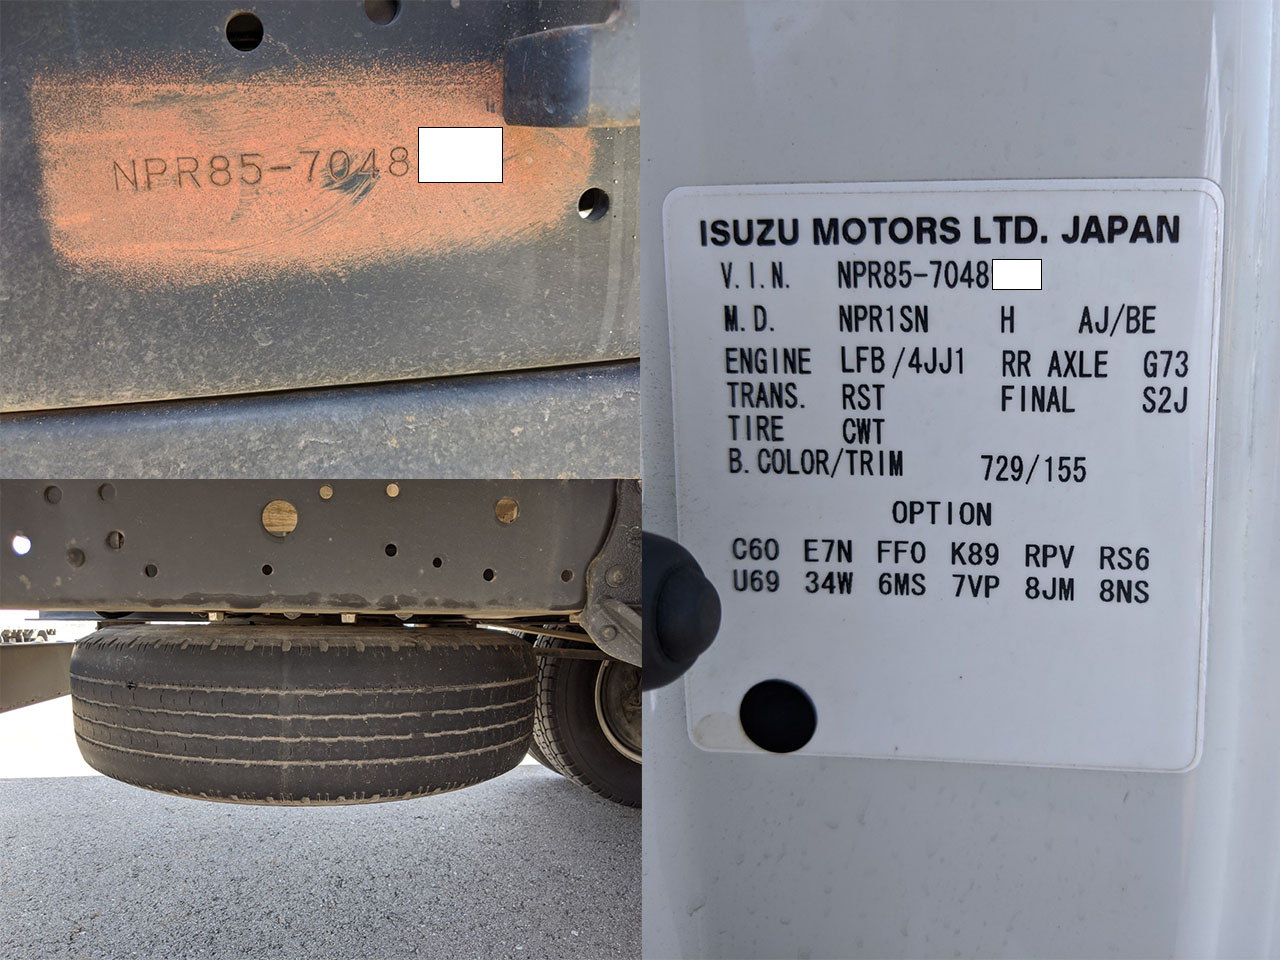 NPR85-7048
ISUZU MOTORS LTD. JAPAN
V.I.N. NPR85-7048
M.D. NPR1SN H AJ/BE
ENGINE LFB/4JJ1 RR AXLE G73
TRANS. RST FINAL S2J
TIRE CWT
B.COLOR/TRIM 729/155
OPTION
C60 E7N FF0 K89 RPV RS6
U69 34W 6MS 7VP 8JM 8NS